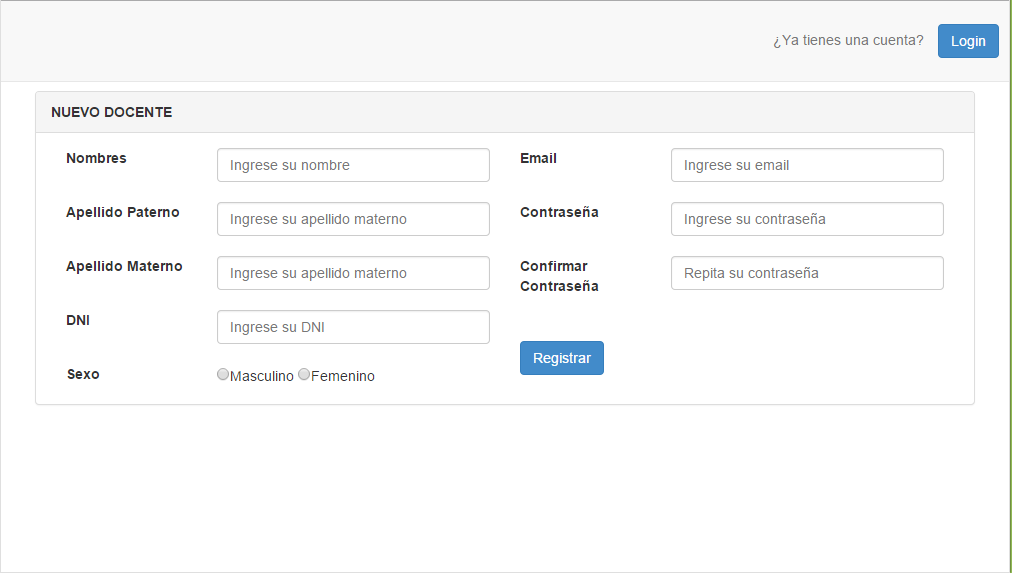 ¿Ya tienes una cuenta? Login
NUEVO DOCENTE
Nombres Ingrese su nombre
Apellido Paterno Ingrese su apellido materno
Apellido Materno Ingrese su apellido materno
DNI Ingrese su DNI
Sexo Masculino Femenino
Email Ingrese su email
Contraseña Ingrese su contraseña
Confirmar
Contraseña
Repita su contraseña
Registrar